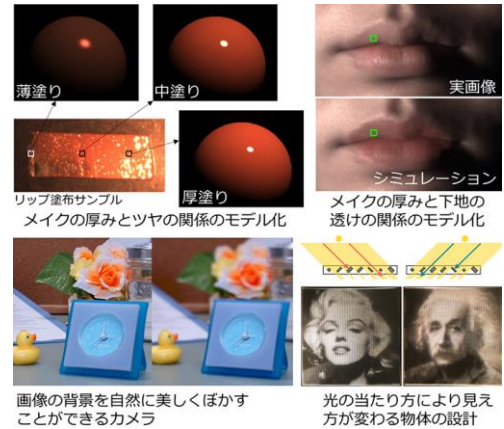 薄塗り
中塗り
リップ塗布サンプル
厚塗り
メイクの厚みとツヤの関係のモデル化
実画像
シミュレーション
メイクの厚みと下地の
透けの関係のモデル化
画像の背景を自然に美しくぼかす
ことができるカメラ
光の当たり方により見え
方が変わる物体の設計